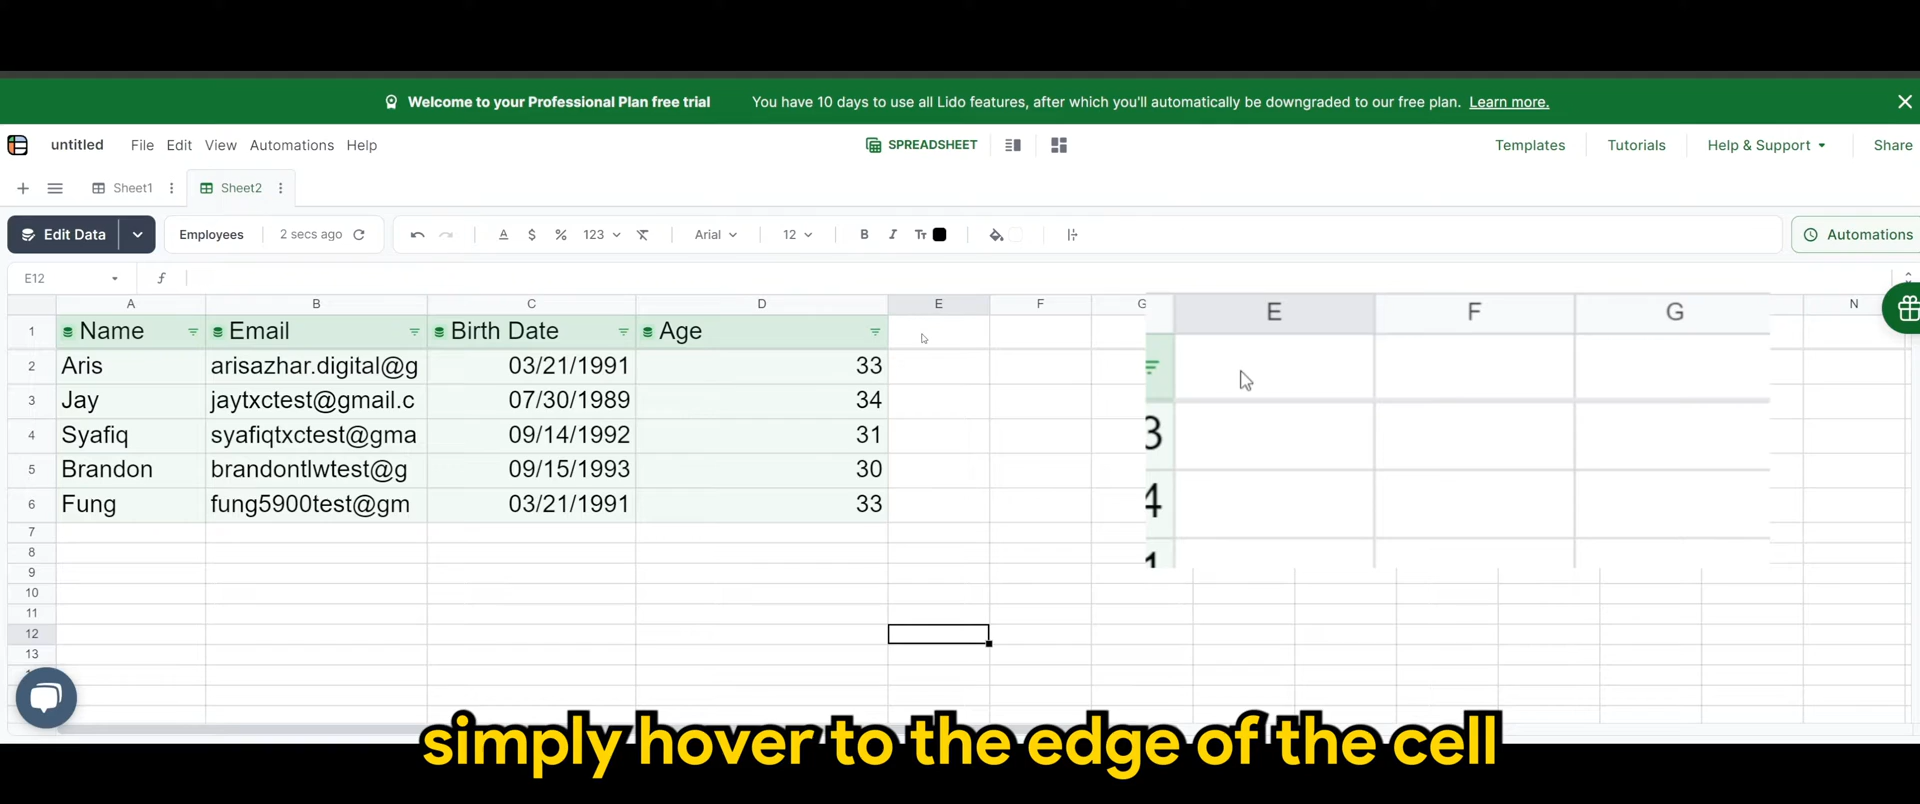 Welcome to your Professional Plan free trial You have 10 days to use all Lido features, after which you'll automatically be downgraded to our free plan. Learn more.
untitled File Edit View Automations Help SPREADSHEET Templates Tutorials Help & Support Share
Sheet1 Sheet2
Edit Data Employees 2 secs ago $ % 123 Arial 12 B I Automations
E12
A B C D E F G N
1 Name Email Birth Date Age
2 Aris arisazhar.digital@g 03/21/1991 33
3 Jay jaytxctest@gmail.c 07/30/1989 34
4 Syafiq syafiqtxctest@gma 09/14/1992 31
5 Brandon brandontlwtest@g 09/15/1993 30
6 Fung fung5900test@gm 03/21/1991 33
7
8
9
10
11
12
13
E F G
3
4
1
simply hover to the edge of the cell